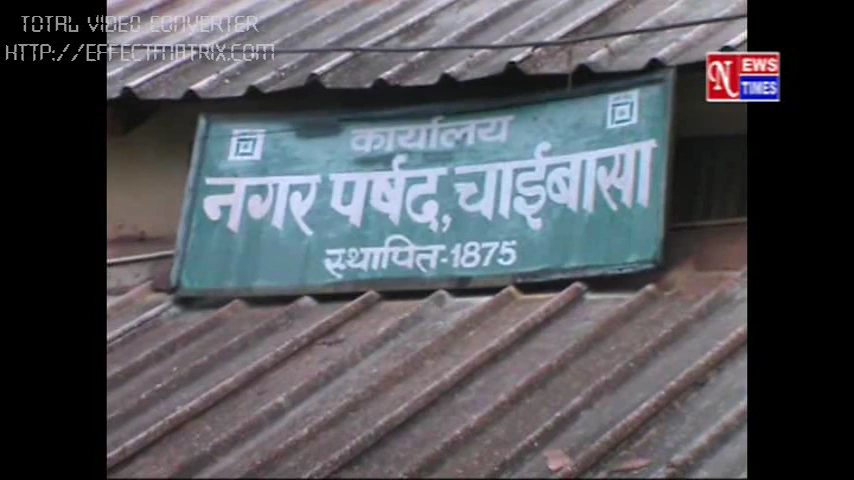 TOTAL VIDEO CONVERTER
HTTP://EFFECTMATRIX.COM
NEWS
TIMES
कार्यालय
नगर पर्षद, चाईबासा
स्थापित-1875